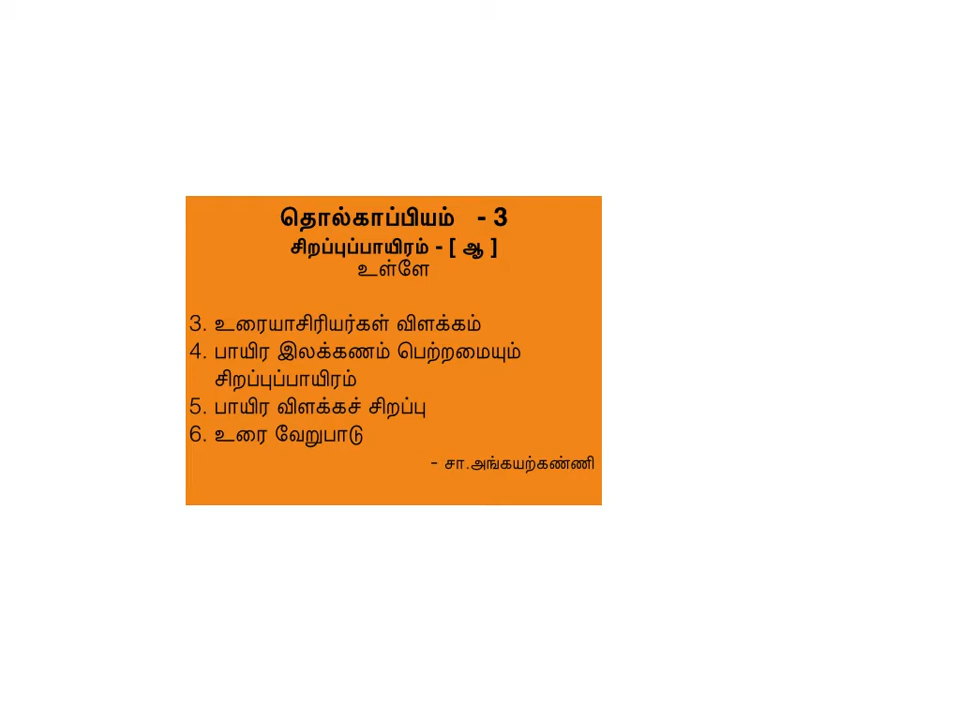 தொல்காப்பியம் - 3
சிறப்புப்பாயிரம் - [ ஆ ]
உள்ளே
3. உரையாசிரியர்கள் விளக்கம்
4. பாயிர இலக்கணம் பெற்றமையும்
சிறப்புப்பாயிரம்
5. பாயிர விளக்கச் சிறப்பு
6. உரை வேறுபாடு
- சா.அங்கயற்கண்ணி